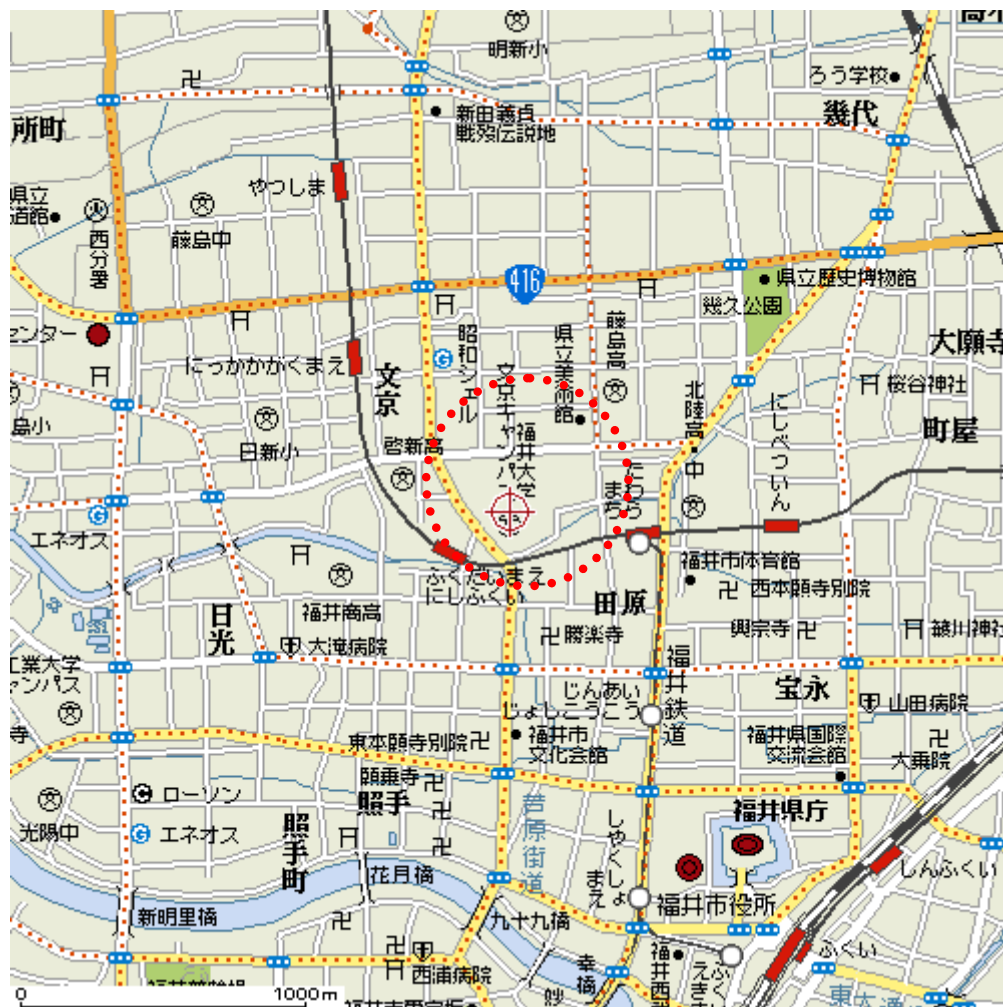 明新小
ろう学校
幾代
新田義貞
戦歿伝説地
所町
やつしま
県立
道館
西分署
藤島中
416
県立歴史博物館
幾久公園
センター
にっかかがくまえ
文京
昭和シェル
文京キャンパス
福井大学
県立美術館
藤島高
大願寺
桜谷神社
町屋
北陸高
中
にしべついん
島小
日新小
啓新高
たわらまち
エネオス
ふくだいまえ
にしふくい
福井市体育館
西本願寺別院
田原
福井商高
日光
大滝病院
勝楽寺
興宗寺
工業大学
ャンパス
じんあい
じょしこうこう
福井鉄道
宝永
山田病院
寺
東本願寺別院
福井市
文化会館
福井県国際
交流会館
大乗院
願乗寺
照手
ローソン
光陽中
エネオス
照手町
芦原街道
しやくしょまえ
福井県庁
しんふくい
花月橋
新明里橋
九十九橋
福井市役所
ふくい
西浦病院
幸橋
0
1000m